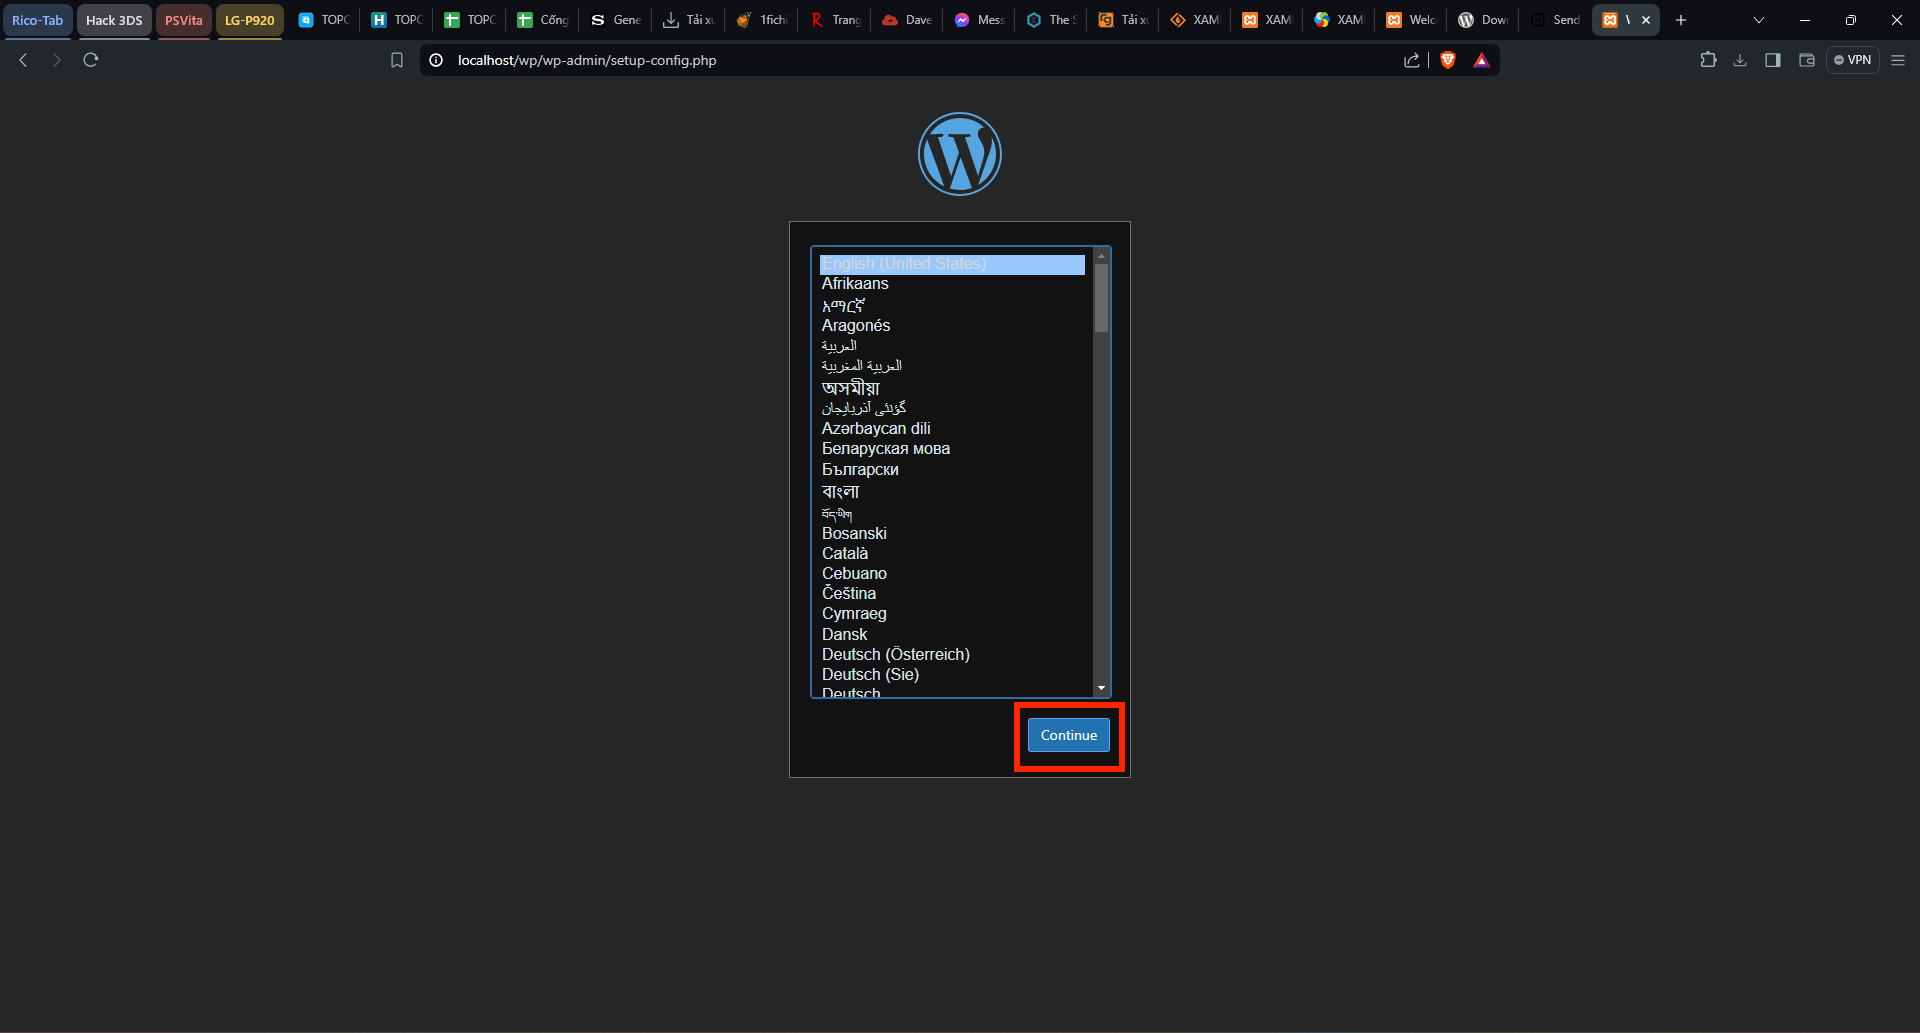 Rico-Tab
Hack 3DS
PSVita
LG-P920
TOPC
TOPC
TOPC
Cống
Gene
Tải xu
1fichi
Trang
Dave
Mess
The S
Tải xu
XAM
XAM
XAM
Welc
Dow
Send
localhost/wp/wp-admin/setup-config.php
VPN
English (United States)
Afrikaans
አማርኛ
Aragonés
العربية
العربية المغربية
অসমীয়া
گؤنئی آذربایجان
Azərbaycan dili
Беларуская мова
Български
বাংলা
བོད་ཡིག
Bosanski
Català
Cebuano
Čeština
Cymraeg
Dansk
Deutsch (Österreich)
Deutsch (Sie)
Deutsch
Continue